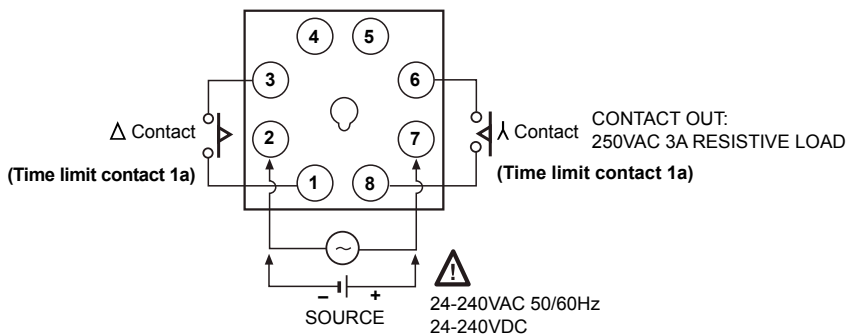 4 5
3 6
Δ Contact 2 7 ⅄ Contact CONTACT OUT:
250VAC 3A RESISTIVE LOAD
(Time limit contact 1a) (Time limit contact 1a)
1 8
~
!
– +
SOURCE
24-240VAC 50/60Hz
24-240VDC